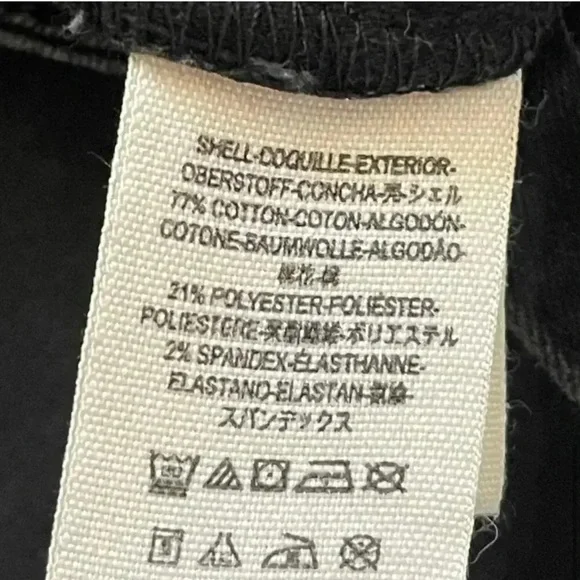 SHELL-COQUILLE-EXTERIOR-
OBERSTOFF-CONCHA-壳-シェル
77% COTTON-COTON-ALGODÓN-
COTONE-BAUMWOLLE-ALGODÃO-
棉花-綿
21% POLYESTER-POLIÉSTER-
POLIESTERE-聚酯纖維-ポリエステル
2% SPANDEX-ÉLASTHANNE-
ELASTANO-ELASTAN-
スパンデックス